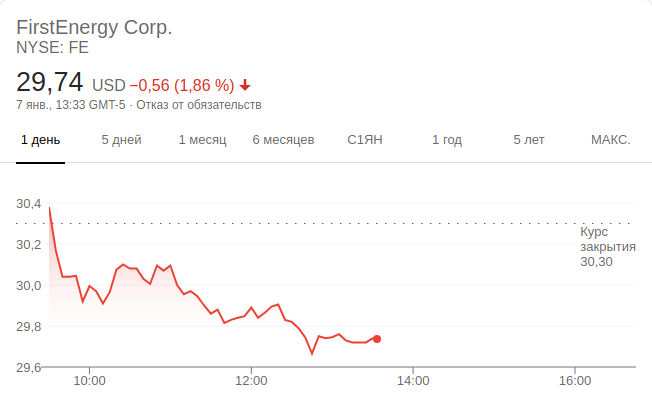 FirstEnergy Corp.
NYSE: FE
29,74 USD −0,56 (1,86 %)
7 янв., 13:33 GMT-5 · Отказ от обязательств
1 день 5 дней 1 месяц 6 месяцев С1ЯН 1 год 5 лет МАКС.
30,4
Курс
закрытия
30,2
30,30
30,0
29,8
29,6
10:00 12:00 14:00 16:00